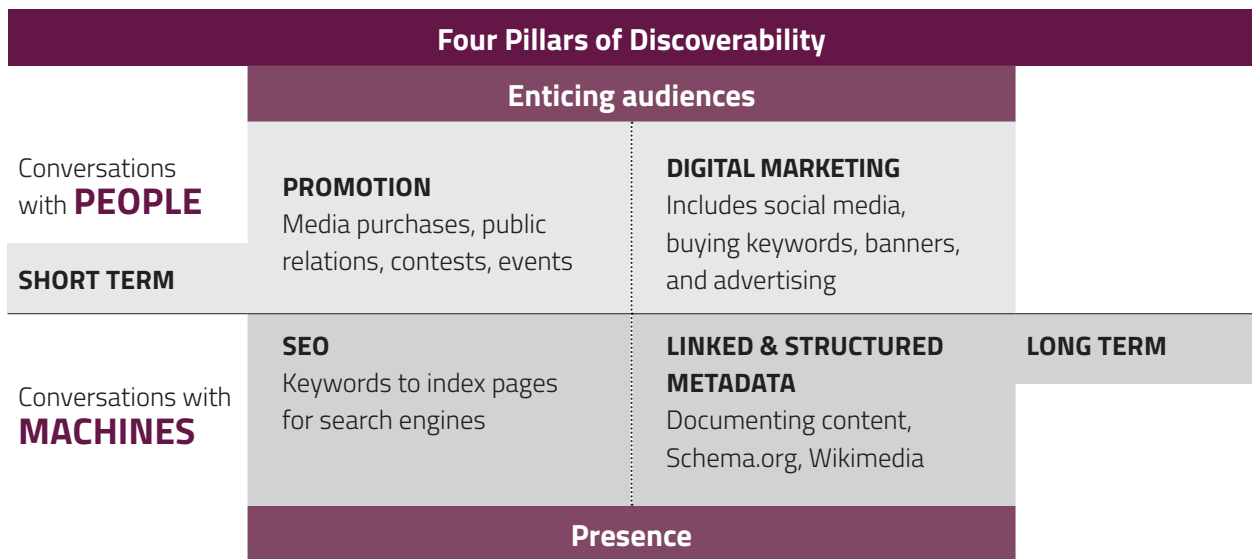 Four Pillars of Discoverability
Enticing audiences
Conversations
with PEOPLE
SHORT TERM
PROMOTION
Media purchases, public
relations, contests, events
DIGITAL MARKETING
Includes social media,
buying keywords, banners,
and advertising
Conversations with
MACHINES
SEO
Keywords to index pages
for search engines
LINKED & STRUCTURED
METADATA
Documenting content,
Schema.org, Wikimedia
LONG TERM
Presence